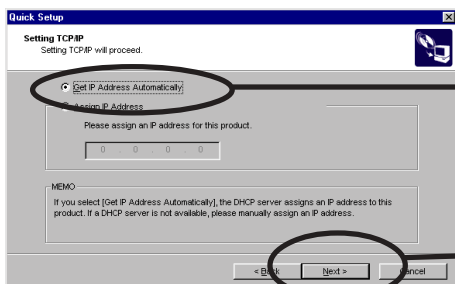 Quick Setup
Setting TCP/IP
Setting TCP/IP will proceed.
Get IP Address Automatically
Assign IP Address
Please assign an IP address for this product.
0 . 0 . 0 . 0
MEMO
If you select [Get IP Address Automatically], the DHCP server assigns an IP address to this
product. If a DHCP server is not available, please manually assign an IP address.
< Back Next > Cancel